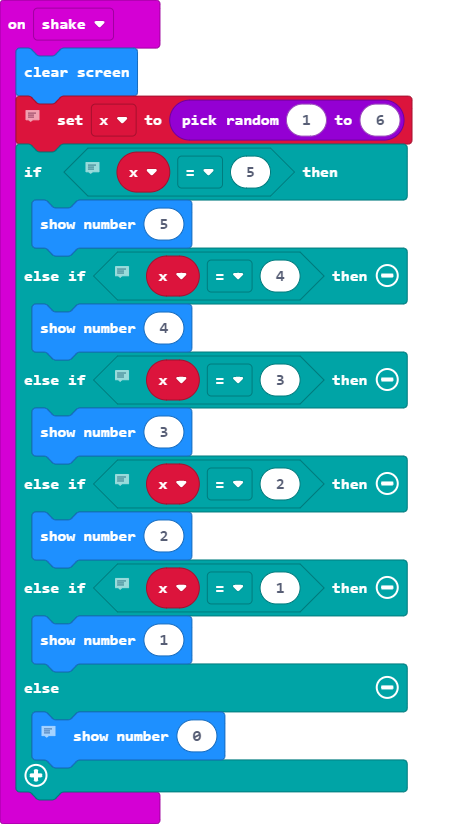 on shake
clear screen
set x to pick random 1 to 6
if x = 5 then
show number 5
else if x = 4 then
show number 4
else if x = 3 then
show number 3
else if x = 2 then
show number 2
else if x = 1 then
show number 1
else
show number 0